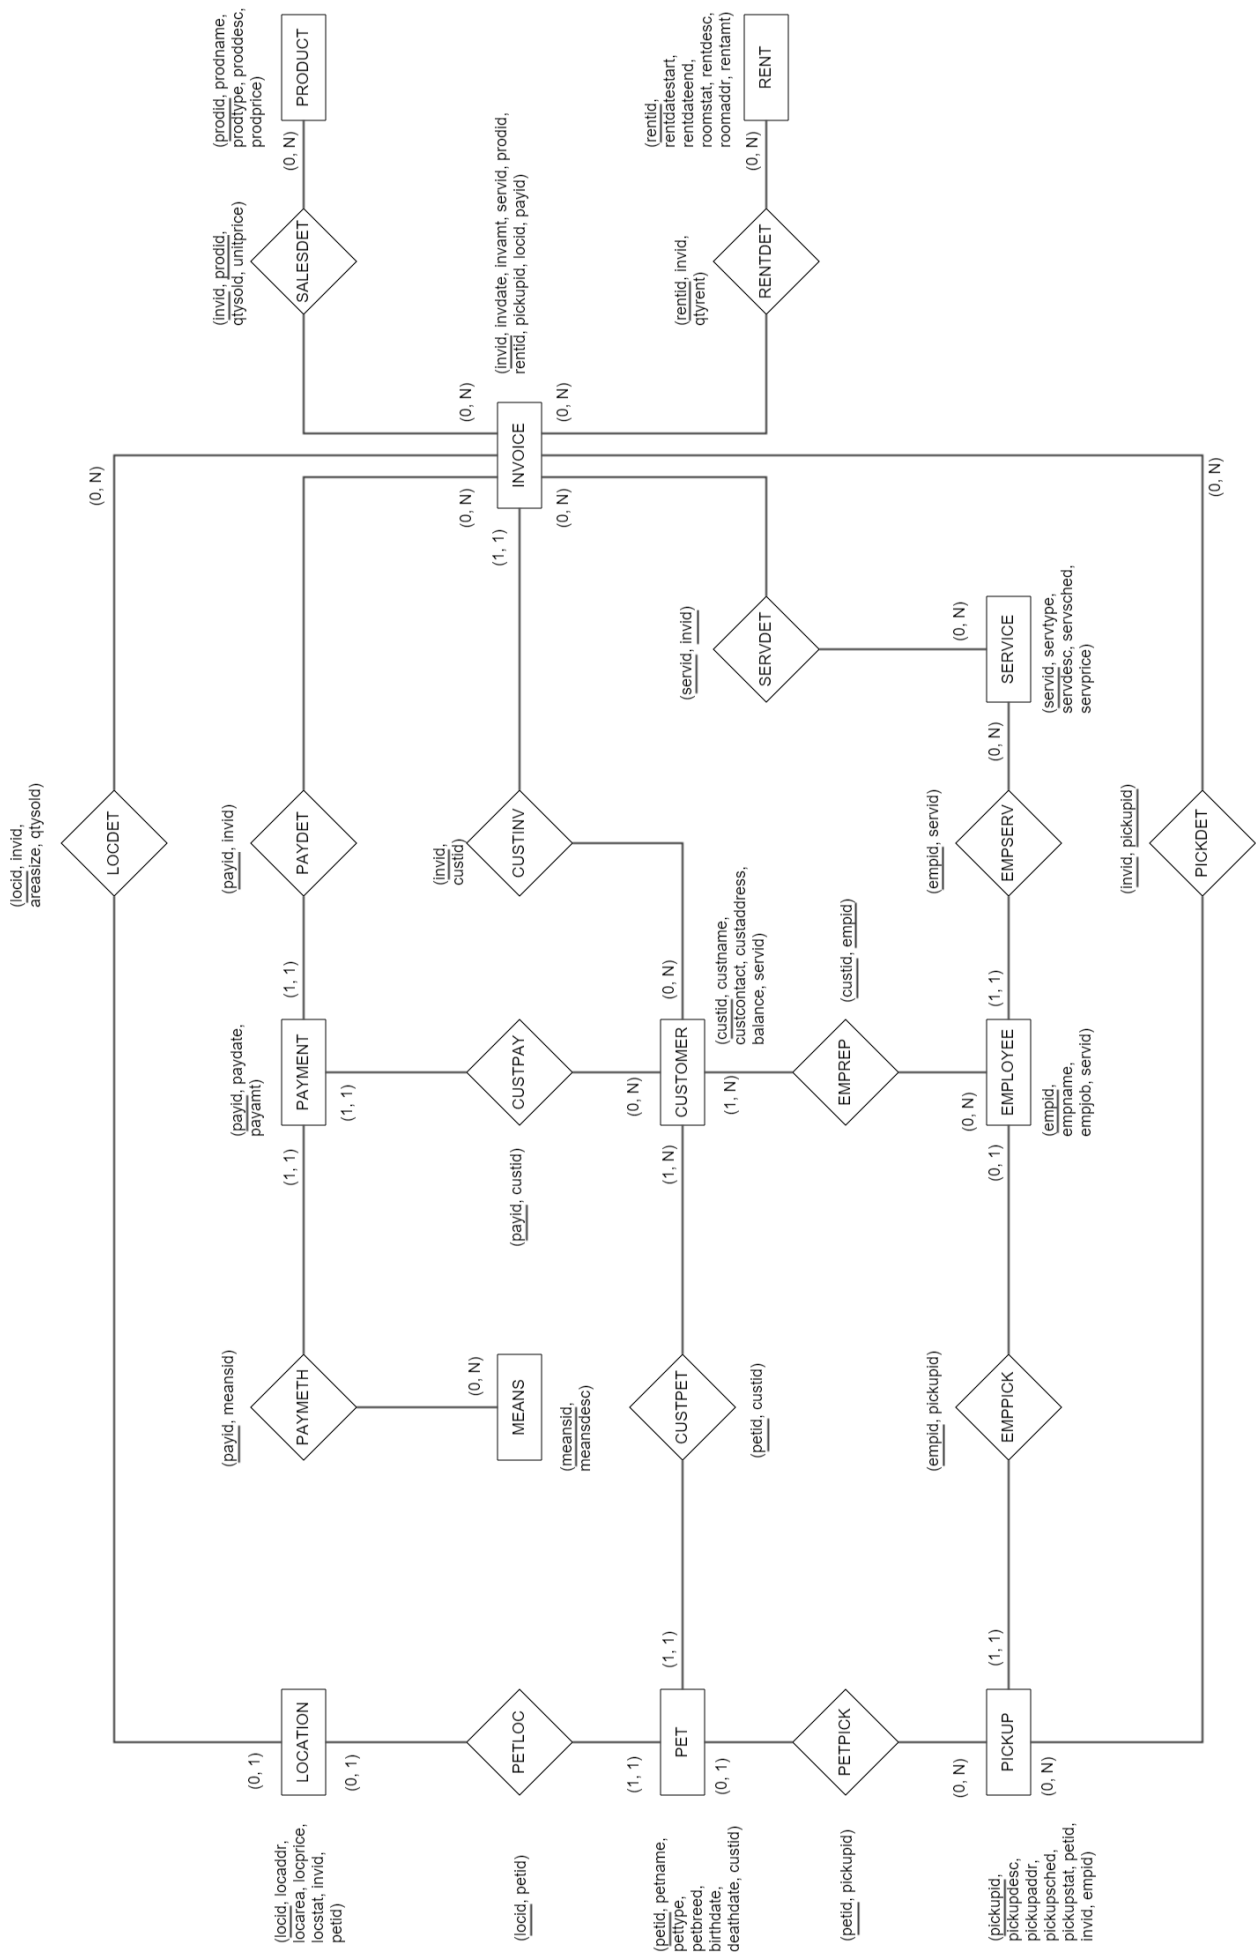 (locid, invid,
areasize, qtysold)
LOCDET
(0, N)
(locid, locaddr,
locarea, locprice,
locstat, invid,
petid)
(0, 1)
LOCATION
(0, 1)
(payid, meansid)
PAYMETH
(1, 1)
(payid, paydate,
payamt)
PAYMENT
(1, 1)
(1, 1)
(payid, invid)
PAYDET
(invid, prodid,
qtysold, unitprice)
SALESDET
(0, N)
(prodid, prodname,
prodtype, proddesc,
prodprice)
PRODUCT
(locid, petid)
PETLOC
(0, N)
MEANS
(meansid,
meansdesc)
(payid, custid)
CUSTPAY
(invid,
custid)
CUSTINV
(1, 1)
(0, N)
(0, N)
INVOICE
(0, N)
(0, N)
(invid, invdate, invamt, servid, prodid,
rentid, pickupid, locid, payid)
(petid, petname,
pettype,
petbreed,
birthdate,
deathdate, custid)
(1, 1)
PET
(0, 1)
(1, 1)
CUSTPET
(petid, custid)
(1, N)
(0, N)
CUSTOMER
(1, N)
(0, N)
(custid, custname,
custcontact, custaddress,
balance, servid)
(servid, invid)
SERVDET
(rentid, invid,
qtyrent)
RENTDET
(0, N)
(rentid,
rentdatestart,
rentdateend,
roomstat, rentdesc,
roomaddr, rentamt)
RENT
(petid, pickupid)
PETPICK
EMPREP
(custid, empid)
(pickupid,
pickupdesc,
pickupaddr,
pickupsched,
pickupstat, petid,
invid, empid)
(0, N)
PICKUP
(0, N)
(1, 1)
(empid, pickupid)
EMPPICK
(0, 1)
(0, N)
EMPLOYEE
(empid,
empname,
empjob, servid)
(1, 1)
(empid, servid)
EMPSERV
(0, N)
(0, N)
SERVICE
(servid, servtype,
servdesc, servsched,
servprice)
(invid, pickupid)
PICKDET
(0, N)